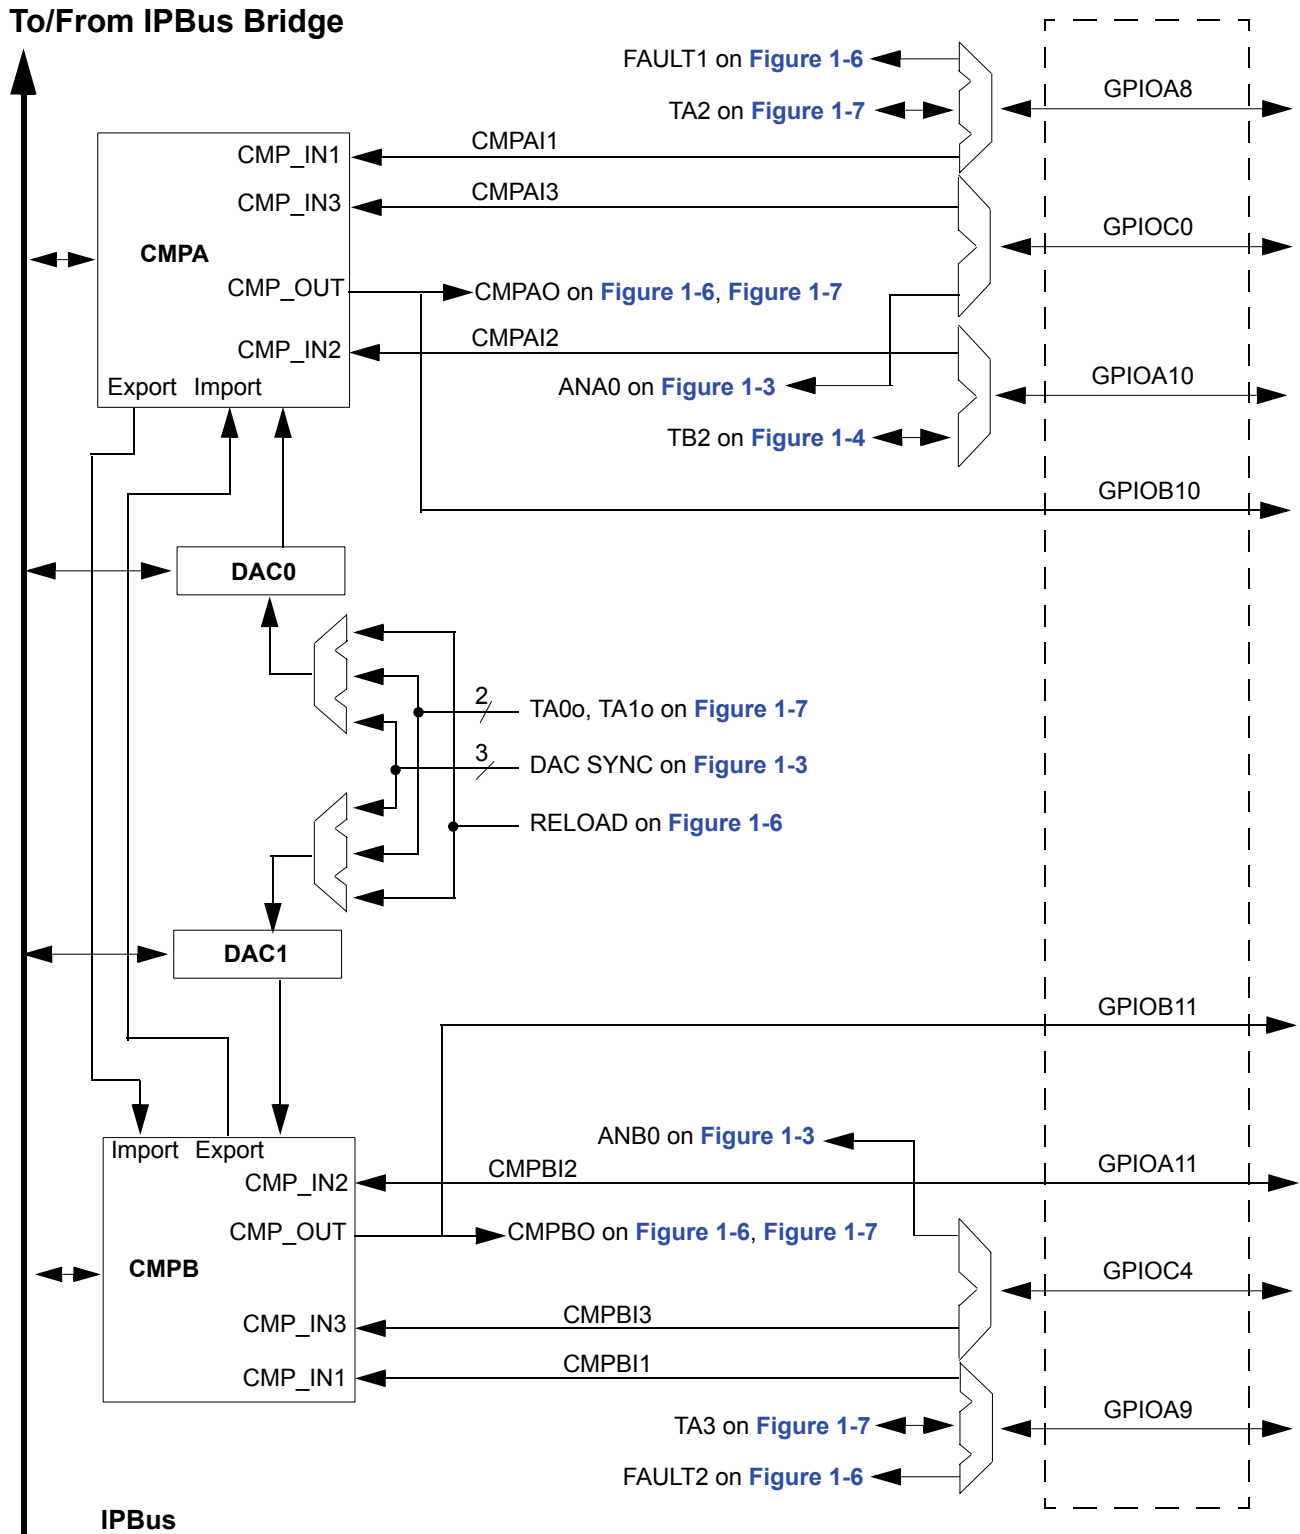 To/From IPBus Bridge
FAULT1 on Figure 1-6
GPIOA8
TA2 on Figure 1-7
CMP_IN1
CMPAI1
CMP_IN3
CMPAI3
GPIOC0
CMPA
CMP_OUT
CMPAO on Figure 1-6, Figure 1-7
CMP_IN2
CMPAI2
Export Import
ANA0 on Figure 1-3
GPIOA10
TB2 on Figure 1-4
GPIOB10
DAC0
2
TA0o, TA1o on Figure 1-7
3
DAC SYNC on Figure 1-3
RELOAD on Figure 1-6
DAC1
GPIOB11
Import Export
ANB0 on Figure 1-3
CMP_IN2
CMPBI2
GPIOA11
CMP_OUT
CMPBO on Figure 1-6, Figure 1-7
CMPB
GPIOC4
CMP_IN3
CMPBI3
CMP_IN1
CMPBI1
TA3 on Figure 1-7
GPIOA9
FAULT2 on Figure 1-6
IPBus